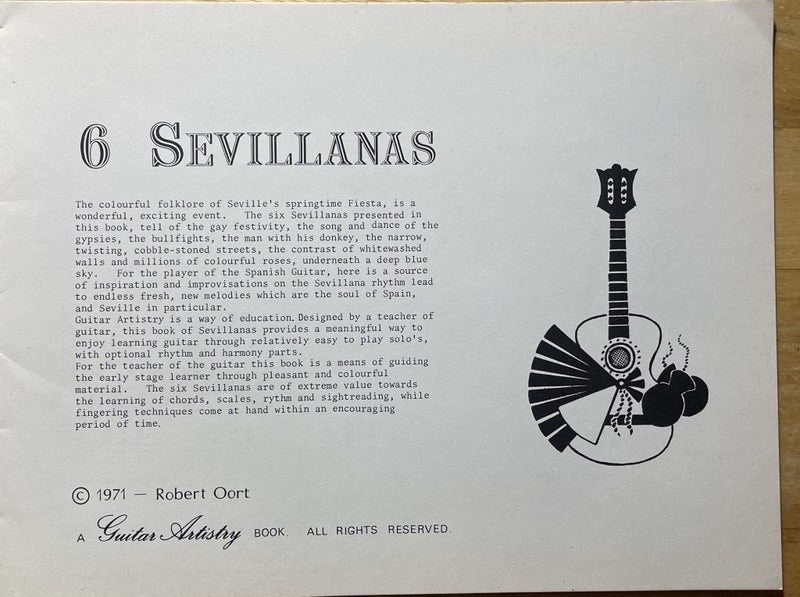 6 SEVILLANAS
The colourful folklore of Seville's springtime Fiesta, is a
wonderful, exciting event. The six Sevillanas presented in
this book, tell of the gay festivity, the song and dance of the
gypsies, the bullfights, the man with his donkey, the narrow,
twisting, cobble-stoned streets, the contrast of whitewashed
walls and millions of colourful roses, underneath a deep blue
sky. For the player of the Spanish Guitar, here is a source
of inspiration and improvisations on the Sevillana rhythm lead
to endless fresh, new melodies which are the soul of Spain,
and Seville in particular.
Guitar Artistry is a way of education. Designed by a teacher of
guitar, this book of Sevillanas provides a meaningful way to
enjoy learning guitar through relatively easy to play solo's,
with optional rhythm and harmony parts.
For the teacher of the guitar this book is a means of guiding
the early stage learner through pleasant and colourful
material. The six Sevillanas are of extreme value towards
the learning of chords, scales, rythm and sightreading, while
fingering techniques come at hand within an encouraging
period of time.
© 1971 — Robert Oort
A Guitar Artistry BOOK. ALL RIGHTS RESERVED.